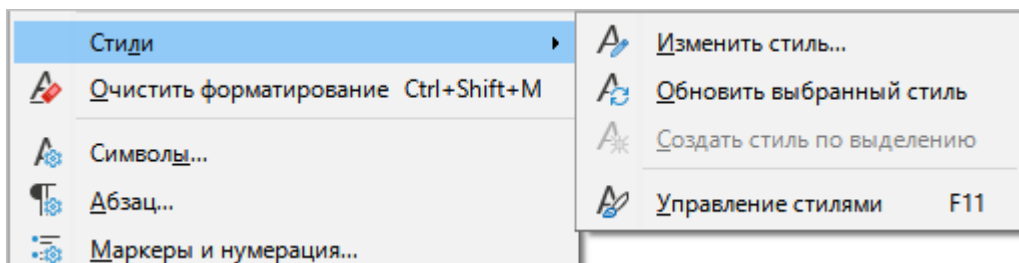 Стили
Очистить форматирование Ctrl+Shift+M
Символы...
Абзац...
Маркеры и нумерация...
Изменить стиль...
Обновить выбранный стиль
Создать стиль по выделению
Управление стилями F11